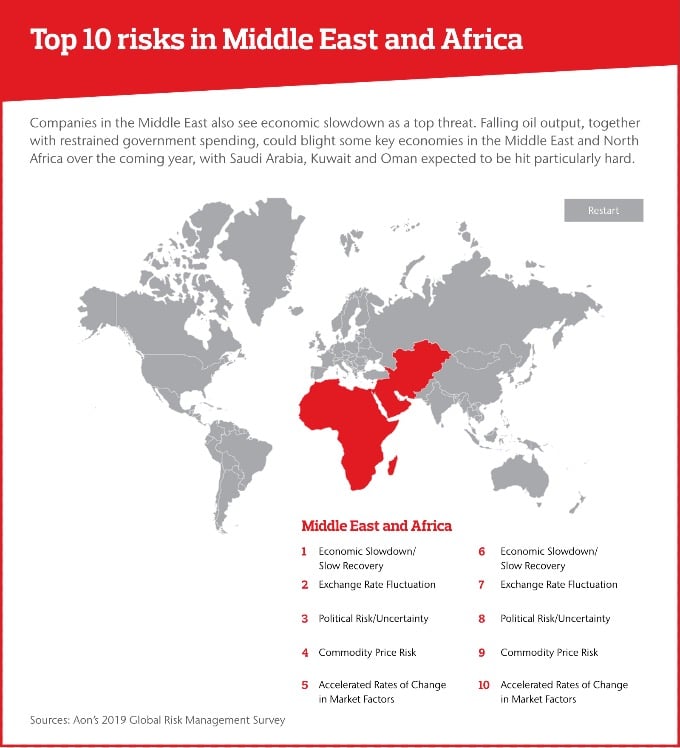 Top 10 risks in Middle East and Africa
Companies in the Middle East also see economic slowdown as a top threat. Falling oil output, together
with restrained government spending, could blight some key economies in the Middle East and North
Africa over the coming year, with Saudi Arabia, Kuwait and Oman expected to be hit particularly hard.
Restart
Middle East and Africa
1 Economic Slowdown/
Slow Recovery
2 Exchange Rate Fluctuation
3 Political Risk/Uncertainty
4 Commodity Price Risk
5 Accelerated Rates of Change
in Market Factors
6 Economic Slowdown/
Slow Recovery
7 Exchange Rate Fluctuation
8 Political Risk/Uncertainty
9 Commodity Price Risk
10 Accelerated Rates of Change
in Market Factors
Sources: Aon's 2019 Global Risk Management Survey